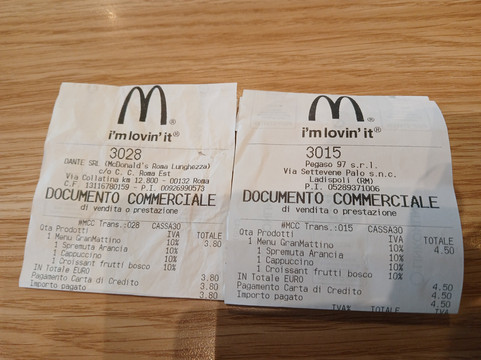 i'm lovin' it®
3028
DANTE SRL (McDonald's Roma Lunghezza)
c/o C. C. Roma Est
Via Collatina km 12.800 - 00132 Roma
C.F. 13116780159 - P.I. 00926990573
DOCUMENTO COMMERCIALE
di vendita o prestazione
#MCC Trans.:028 CASSA30
Qta Prodotti IVA TOTALE
1 Menu GranMattino 10% 3.80
1 Spremuta Arancia 10%
1 Cappuccino 10%
1 Croissant frutti bosco 10%
IN Totale EURO 3.80
Pagamento Carta di Credito 3.80
Importo pagato 3.80
i'm lovin' it®
3015
Pegaso 97 s.r.l.
Via Settevene Palo s.n.c.
Ladispoli (RM)
P.I. 05289371006
DOCUMENTO COMMERCIALE
di vendita o prestazione
#MCC Trans.:015 CASSA30
Qta Prodotti IVA TOTALE
1 Menu GranMattino 10% 4.50
1 Spremuta Arancia 10%
1 Cappuccino 10%
1 Croissant frutti bosco 10%
IN Totale EURO 4.50
Pagamento Carta di Credito 4.50
Importo pagato 4.50
IVA% TOTALE IVA